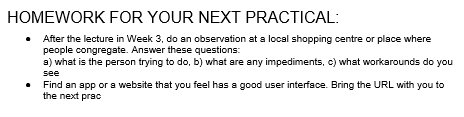 HOMEWORK FOR YOUR NEXT PRACTICAL:
• After the lecture in Week 3, do an observation at a local shopping centre or place where
people congregate. Answer these questions:
a) what is the person trying to do, b) what are any impediments, c) what workarounds do you
see
• Find an app or a website that you feel has a good user interface. Bring the URL with you to
the next prac